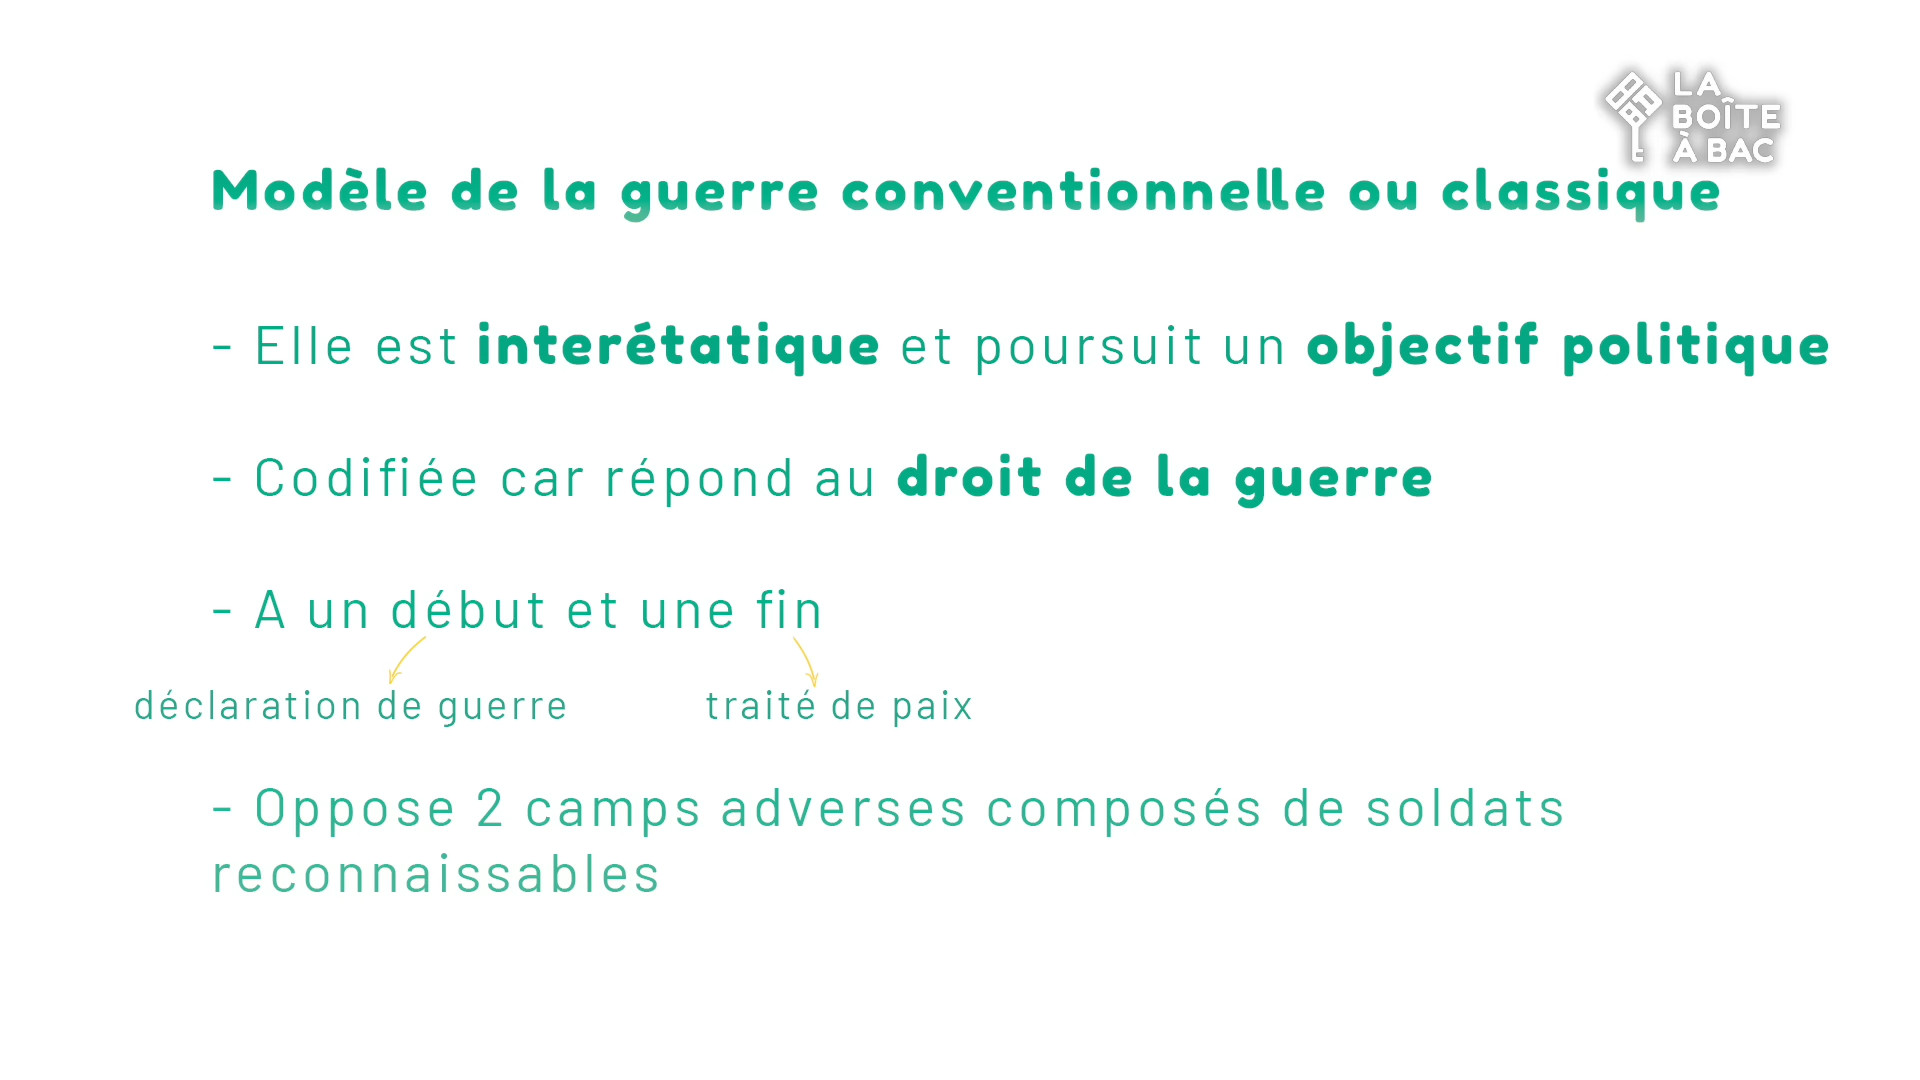 LA
BOÎTE
À BAC
Modèle de la guerre conventionnelle ou classique
- Elle est interétatique et poursuit un objectif politique
- Codifiée car répond au droit de la guerre
- A un début et une fin
déclaration de guerre traité de paix
- Oppose 2 camps adverses composés de soldats
reconnaissables